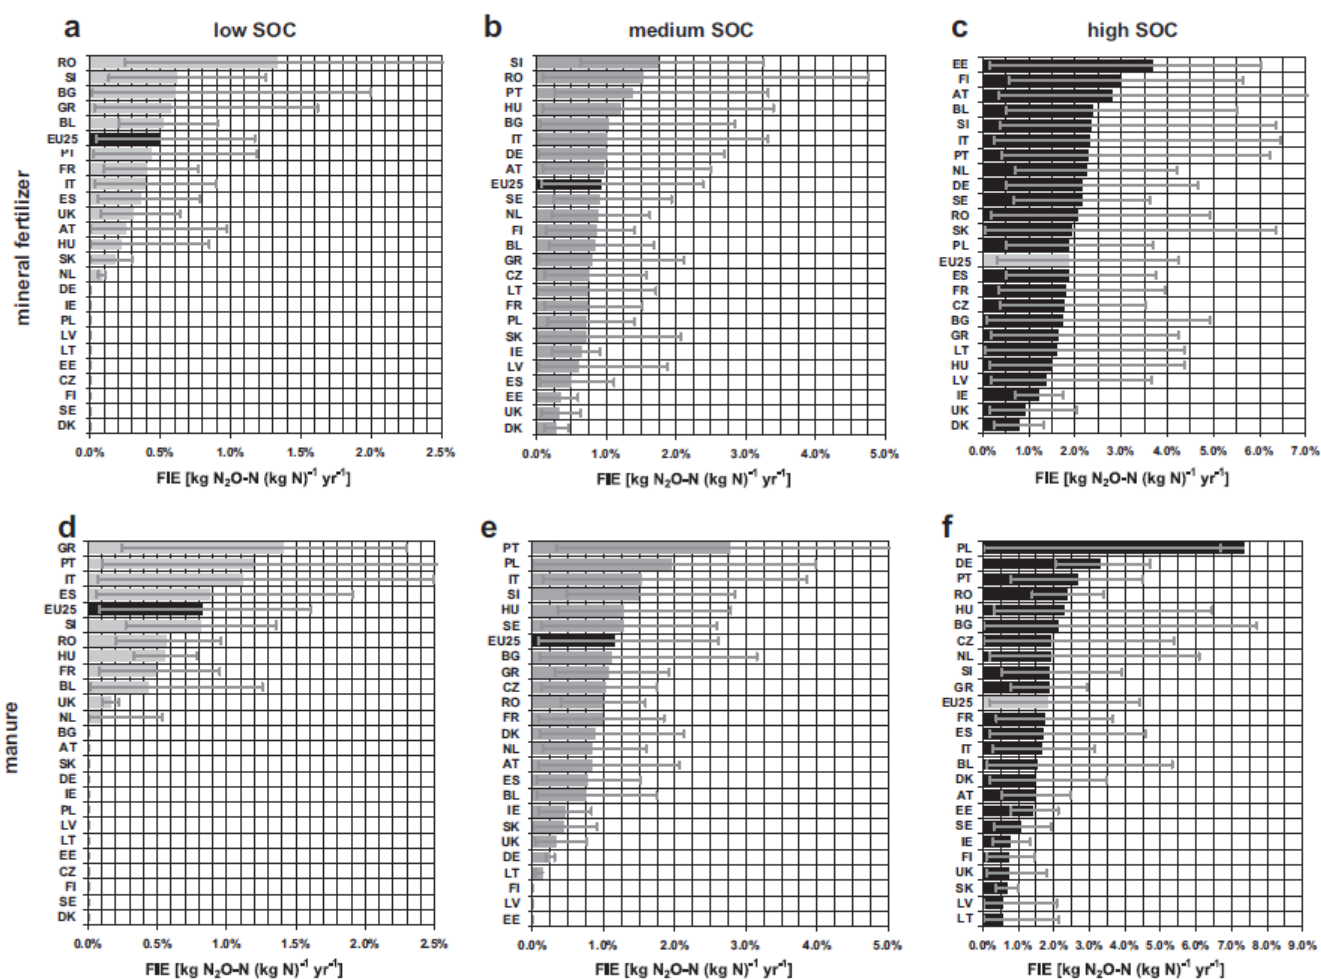 a low SOC
b medium SOC
c high SOC
mineral fertilizer
RO
SI
BG
GR
BL
EU25
PT
FR
IT
ES
UK
AT
HU
SK
NL
DE
IE
PL
LV
LT
EE
CZ
FI
SE
DK
0.0% 0.5% 1.0% 1.5% 2.0% 2.5%
FIE [kg N₂O-N (kg N)⁻¹ yr⁻¹]
SI
RO
PT
HU
BG
IT
DE
AT
EU25
SE
NL
FI
BL
GR
CZ
LT
FR
PL
SK
IE
LV
ES
EE
UK
DK
0.0% 1.0% 2.0% 3.0% 4.0% 5.0%
FIE [kg N₂O-N (kg N)⁻¹ yr⁻¹]
EE
FI
AT
BL
SI
IT
PT
NL
DE
SE
RO
SK
PL
EU25
ES
FR
CZ
BG
GR
LT
HU
LV
IE
UK
DK
0.0% 1.0% 2.0% 3.0% 4.0% 5.0% 6.0% 7.0%
FIE [kg N₂O-N (kg N)⁻¹ yr⁻¹]
manure
d
GR
PT
IT
ES
EU25
SI
RO
HU
FR
BL
UK
NL
BG
AT
SK
DE
IE
PL
LV
LT
EE
CZ
FI
SE
DK
0.0% 0.5% 1.0% 1.5% 2.0% 2.5%
FIE [kg N₂O-N (kg N)⁻¹ yr⁻¹]
e
PT
PL
IT
SI
HU
SE
EU25
BG
GR
CZ
RO
FR
DK
NL
AT
ES
BL
IE
SK
UK
DE
LT
FI
LV
EE
0.0% 1.0% 2.0% 3.0% 4.0% 5.0%
FIE [kg N₂O-N (kg N)⁻¹ yr⁻¹]
f
PL
DE
PT
RO
HU
BG
CZ
NL
SI
GR
EU25
FR
ES
IT
BL
DK
AT
EE
SE
IE
FI
UK
SK
LV
LT
0.0% 1.0% 2.0% 3.0% 4.0% 5.0% 6.0% 7.0% 8.0% 9.0%
FIE [kg N₂O-N (kg N)⁻¹ yr⁻¹]